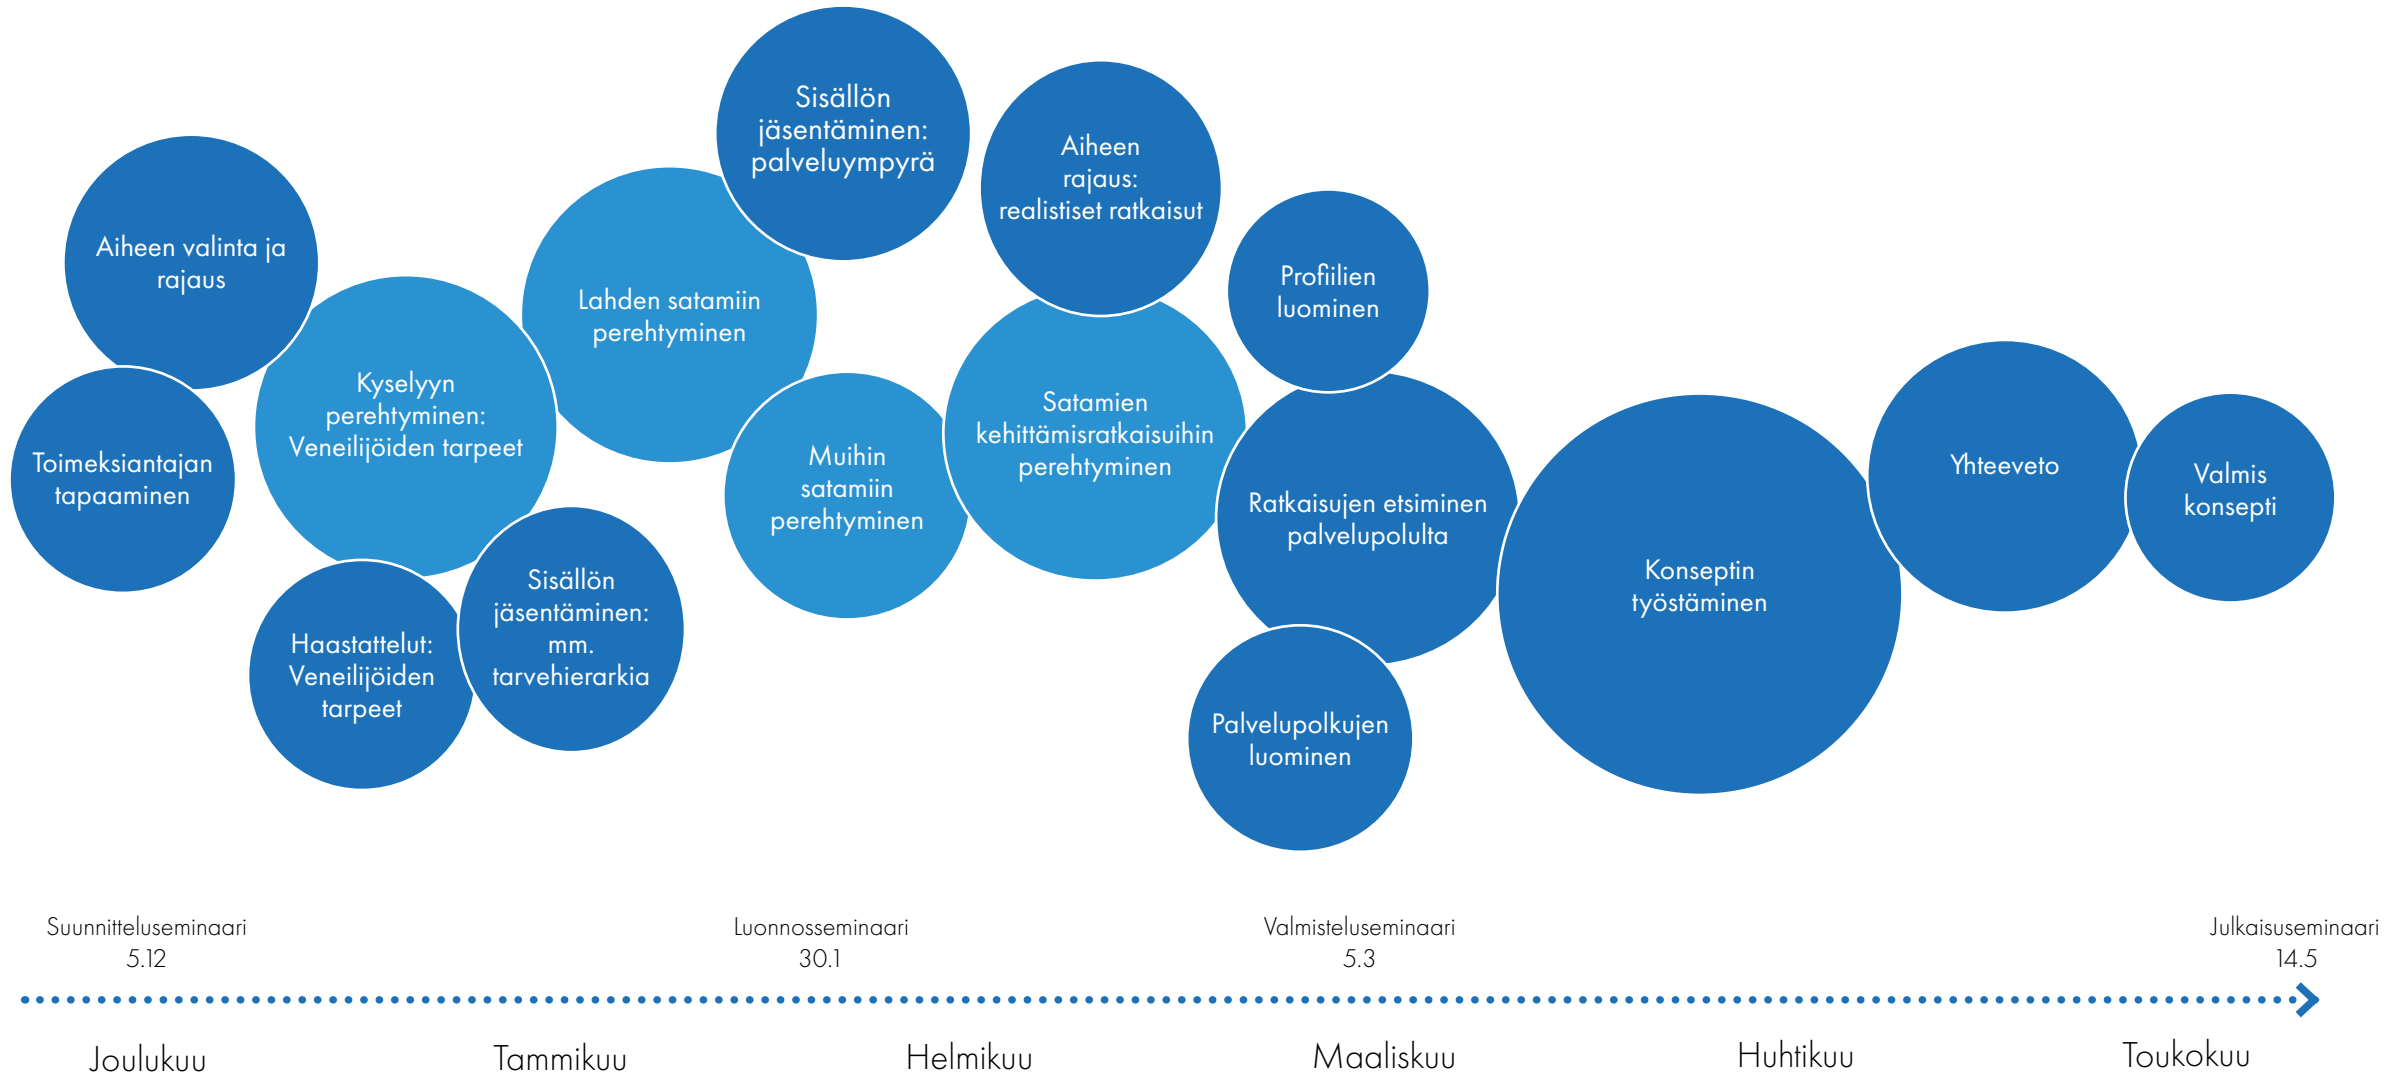 Sisällön
jäsentäminen:
palveluympyrä
Aiheen
rajaus:
realistiset ratkaisut
Aiheen valinta ja
rajaus
Profiilien
luominen
Lahden satamiin
perehtyminen
Kyselyyn
perehtyminen:
Veneilijöiden tarpeet
Satamien
kehittämisratkaisuihin
perehtyminen
Toimeksiantajan
tapaaminen
Muihin
satamiin
perehtyminen
Ratkaisujen etsiminen
palvelupolulta
Yhteeveto
Valmis
konsepti
Sisällön
jäsentäminen:
mm.
tarvehierarkia
Konseptin
työstäminen
Haastattelut:
Veneilijöiden
tarpeet
Palvelupolkujen
luominen
Suunnitteluseminaari
5.12
Luonnosseminaari
30.1
Valmisteluseminaari
5.3
Julkaisuseminaari
14.5
Joulukuu
Tammikuu
Helmikuu
Maaliskuu
Huhtikuu
Toukokuu